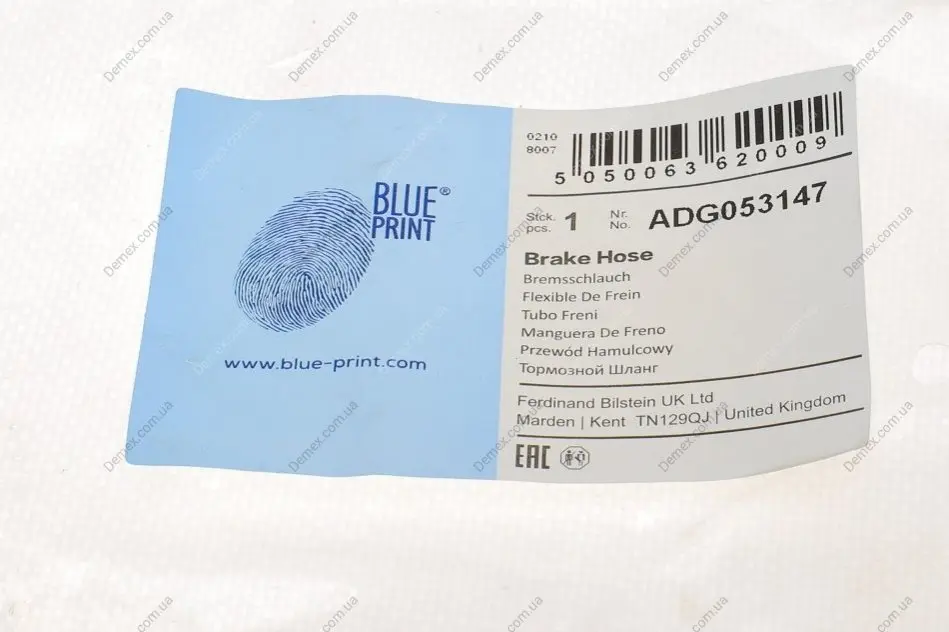 BLUE®
PRINT
www.blue-print.com
0210
8007
5 050063 620009
Stck. pcs. 1 Nr. No. ADG053147
Brake Hose
Bremsschlauch
Flexible De Frein
Tubo Freni
Manguera De Freno
Przewód Hamulcowy
Тормозной Шланг
Ferdinand Bilstein UK Ltd
Marden | Kent TN129QJ | United Kingdom
EAC
Demex.com.ua